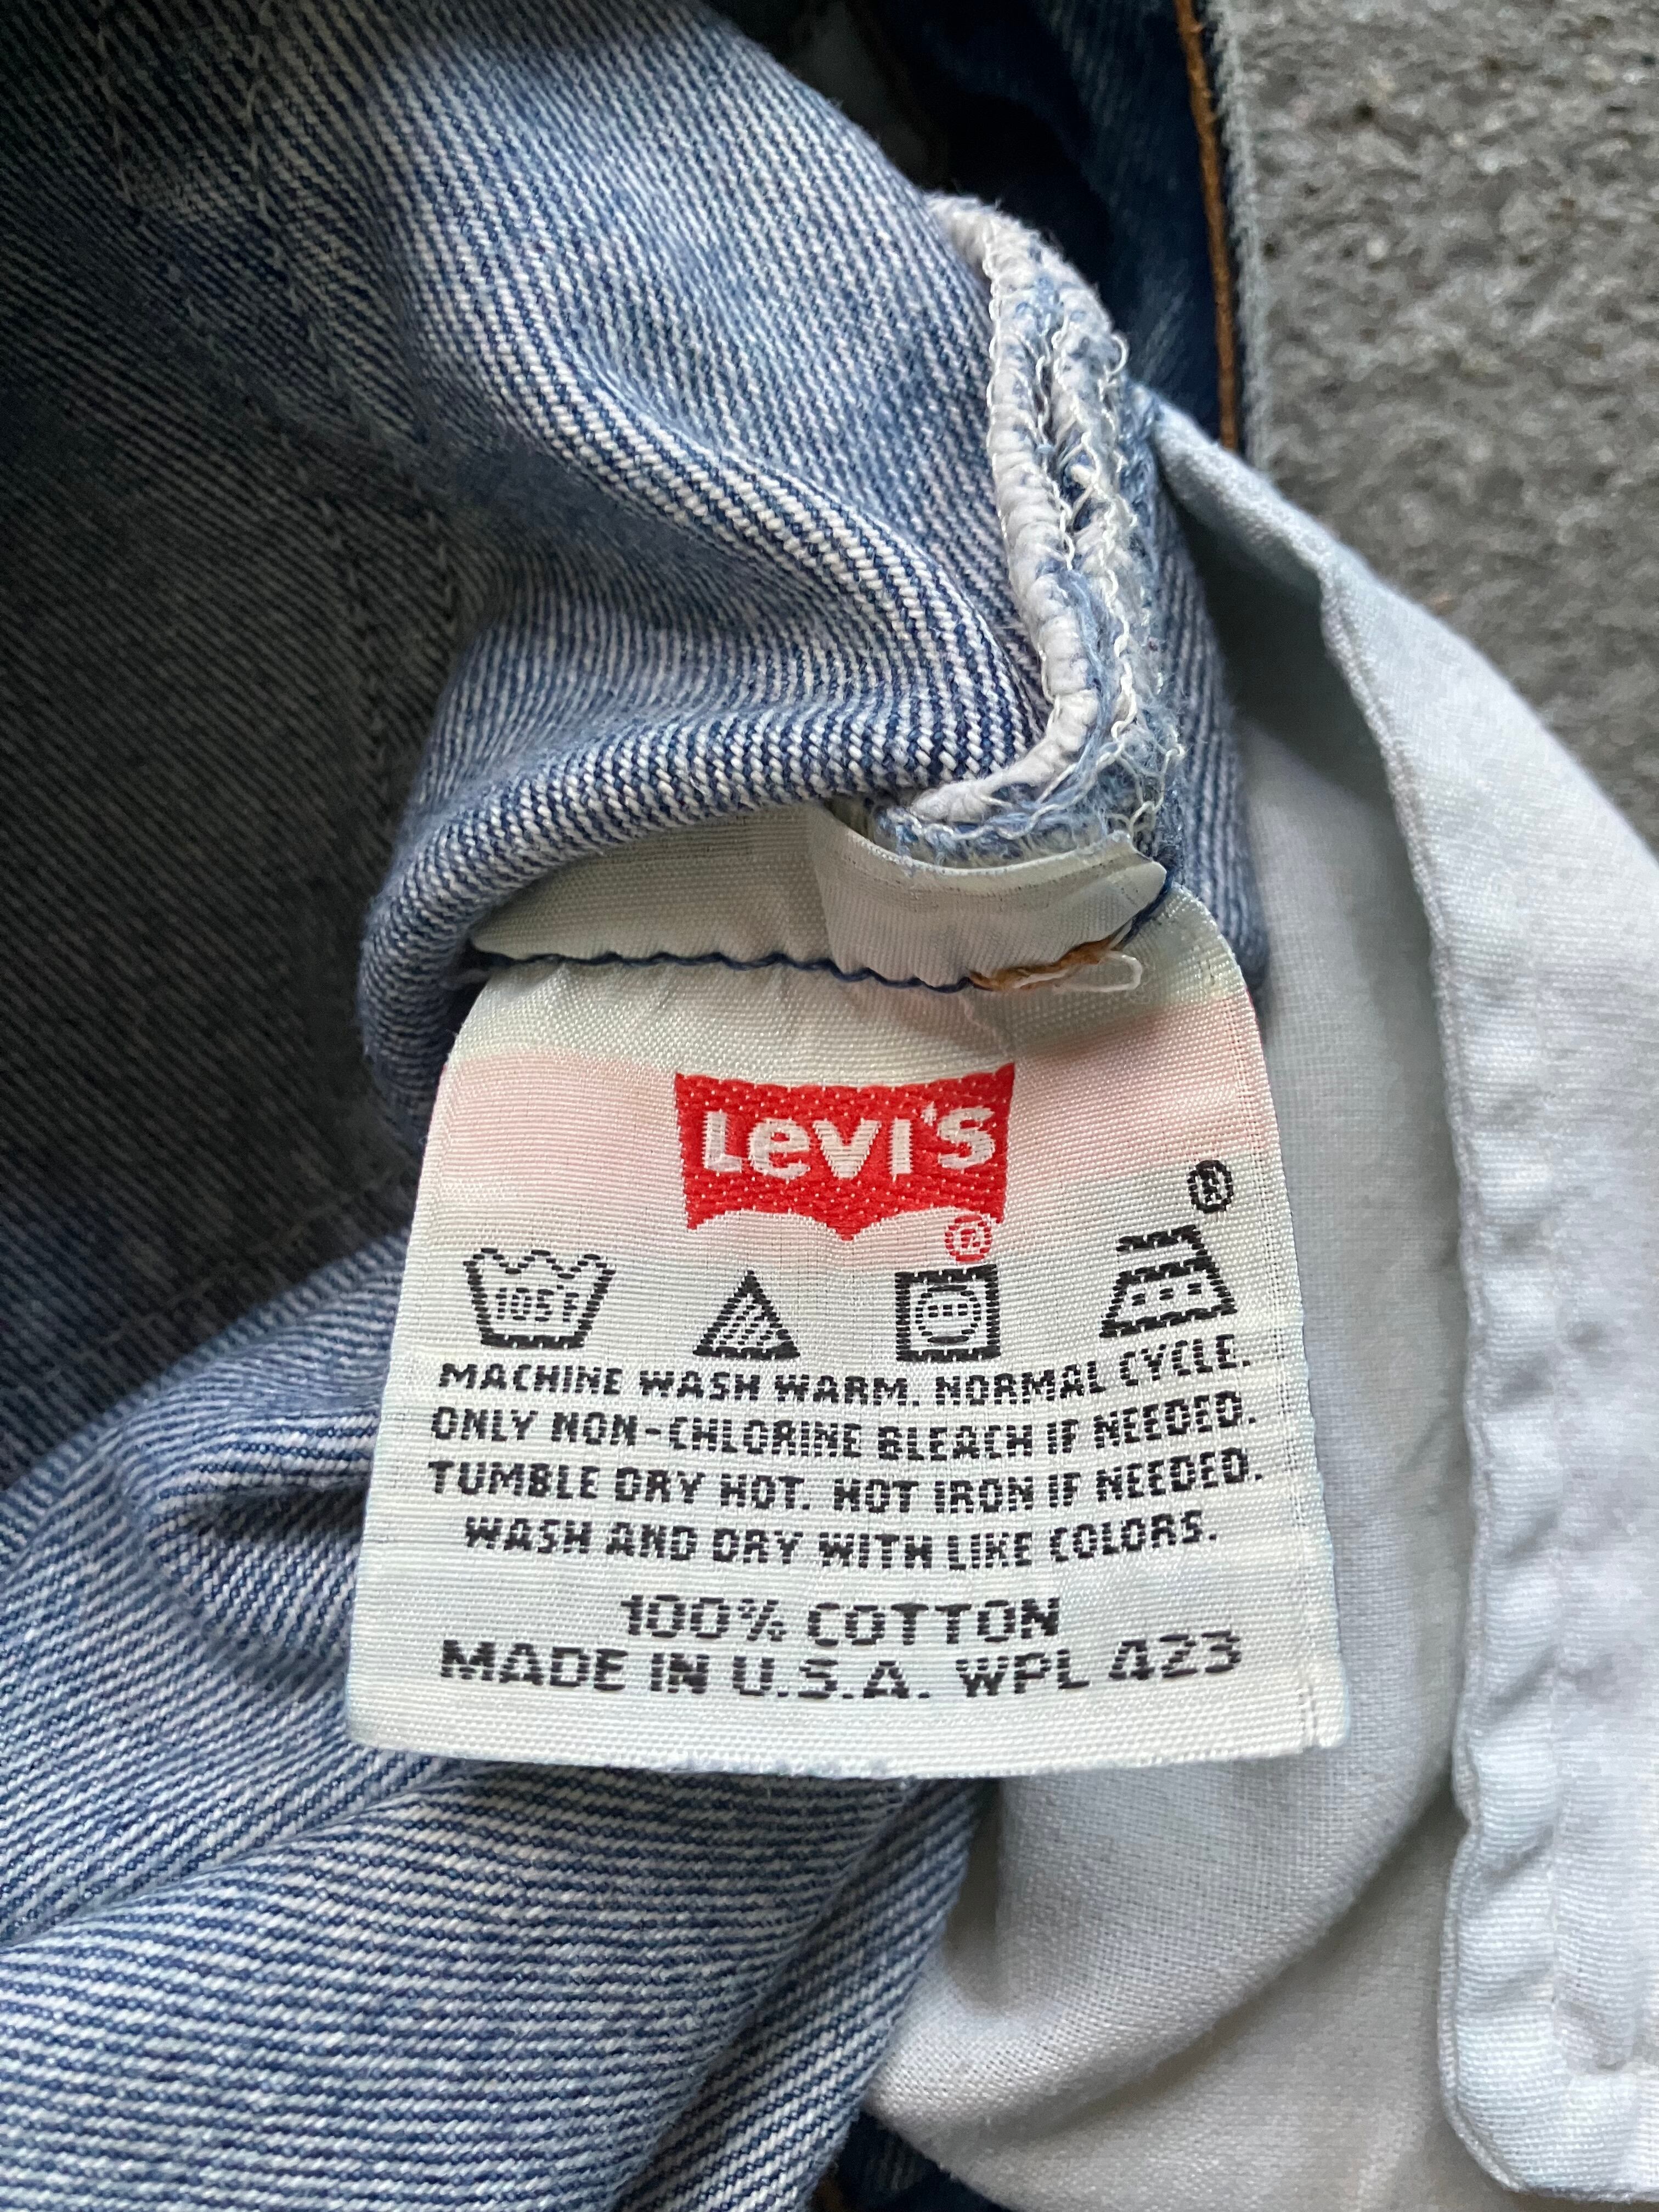 Levi's
®
®
105°F
MACHINE WASH WARM. NORMAL CYCLE.
ONLY NON-CHLORINE BLEACH IF NEEDED.
TUMBLE DRY HOT. HOT IRON IF NEEDED.
WASH AND DRY WITH LIKE COLORS.
100% COTTON
MADE IN U.S.A. WPL 423